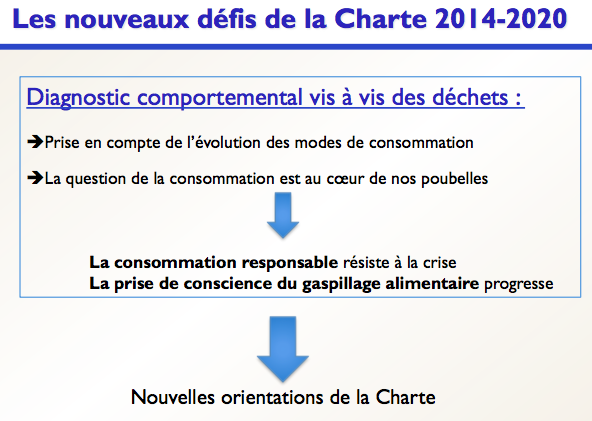 Les nouveaux défis de la Charte 2014-2020
Diagnostic comportemental vis à vis des déchets :
➔Prise en compte de l’évolution des modes de consommation
➔La question de la consommation est au cœur de nos poubelles
La consommation responsable résiste à la crise
La prise de conscience du gaspillage alimentaire progresse
Nouvelles orientations de la Charte